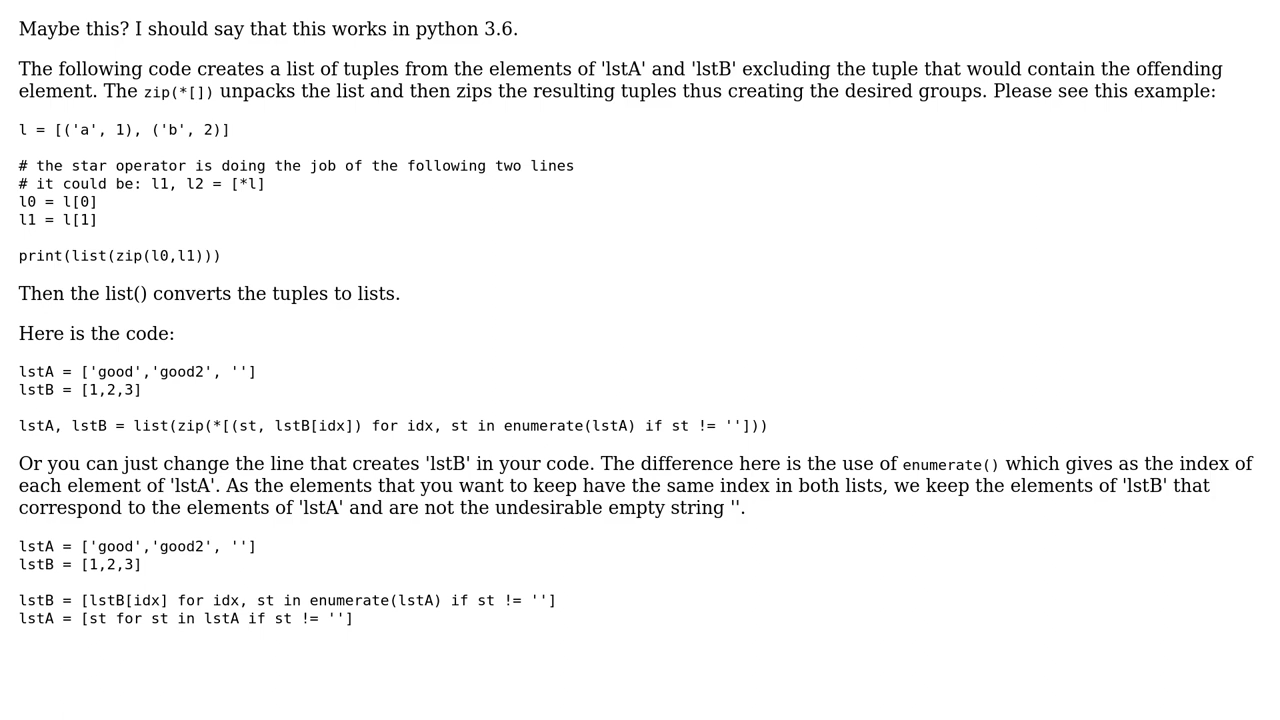 Maybe this? I should say that this works in python 3.6.
The following code creates a list of tuples from the elements of 'lstA' and 'lstB' excluding the tuple that would contain the offending
element. The zip(*[]) unpacks the list and then zips the resulting tuples thus creating the desired groups. Please see this example:
l = [('a', 1), ('b', 2)]
# the star operator is doing the job of the following two lines
# it could be: l1, l2 = [*l]
l0 = l[0]
l1 = l[1]
print(list(zip(l0,l1)))
Then the list() converts the tuples to lists.
Here is the code:
lstA = ['good','good2', '']
lstB = [1,2,3]
lstA, lstB = list(zip(*[(st, lstB[idx]) for idx, st in enumerate(lstA) if st != '']))
Or you can just change the line that creates 'lstB' in your code. The difference here is the use of enumerate() which gives as the index of
each element of 'lstA'. As the elements that you want to keep have the same index in both lists, we keep the elements of 'lstB' that
correspond to the elements of 'lstA' and are not the undesirable empty string ''.
lstA = ['good','good2', '']
lstB = [1,2,3]
lstB = [lstB[idx] for idx, st in enumerate(lstA) if st != '']
lstA = [st for st in lstA if st != '']